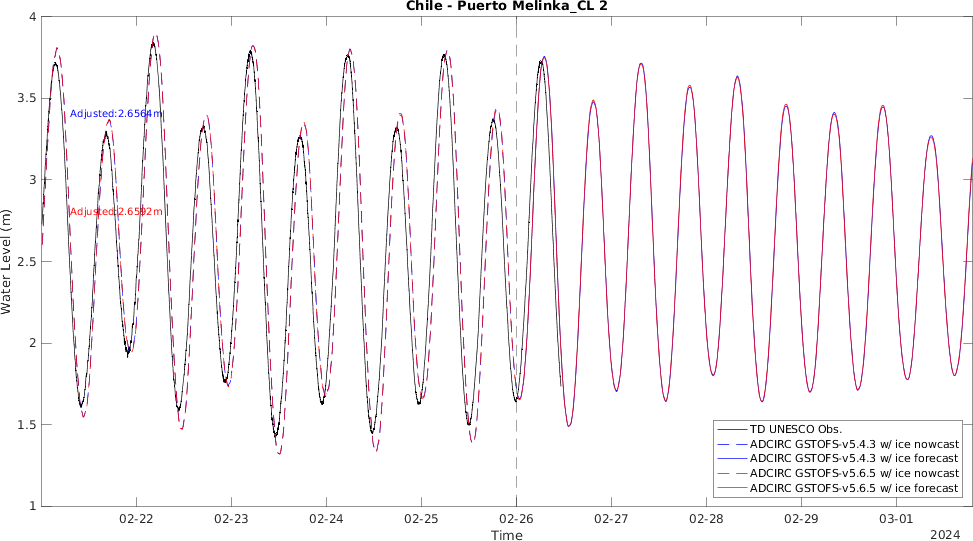 Chile - Puerto Melinka_CL 2
Water Level (m)
4
3.5
3
2.5
2
1.5
1
Adjusted:2.6564m
Adjusted:2.6592m
TD UNESCO Obs.
ADCIRC GSTOFS-v5.4.3 w/ ice nowcast
ADCIRC GSTOFS-v5.4.3 w/ ice forecast
ADCIRC GSTOFS-v5.6.5 w/ ice nowcast
ADCIRC GSTOFS-v5.6.5 w/ ice forecast
02-22 02-23 02-24 02-25 02-26 02-27 02-28 02-29 03-01
Time
2024